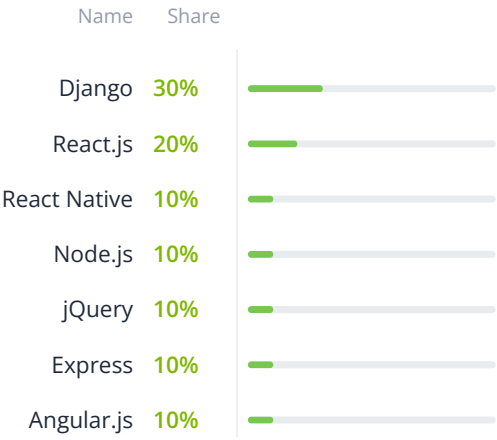 Name Share
Django 30%
React.js 20%
React Native 10%
Node.js 10%
jQuery 10%
Express 10%
Angular.js 10%